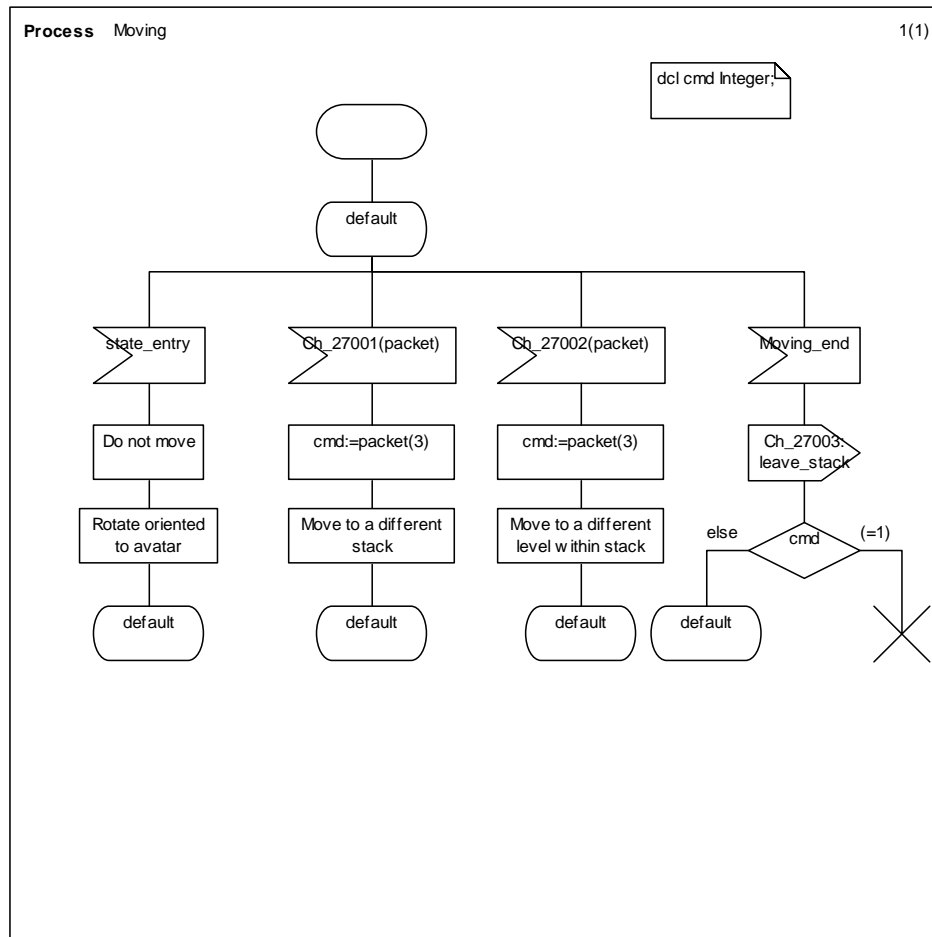 Process Moving 1(1)
dcl cmd Integer;
default
state_entry
Ch_27001(packet)
Ch_27002(packet)
Moving_end
Do not move
cmd:=packet(3)
cmd:=packet(3)
Ch_27003:
leave_stack
Rotate oriented
to avatar
Move to a different
stack
Move to a different
level within stack
else
cmd
(=1)
default
default
default
default